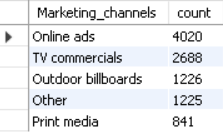 Marketing_channels count
Online ads 4020
TV commercials 2688
Outdoor billboards 1226
Other 1225
Print media 841